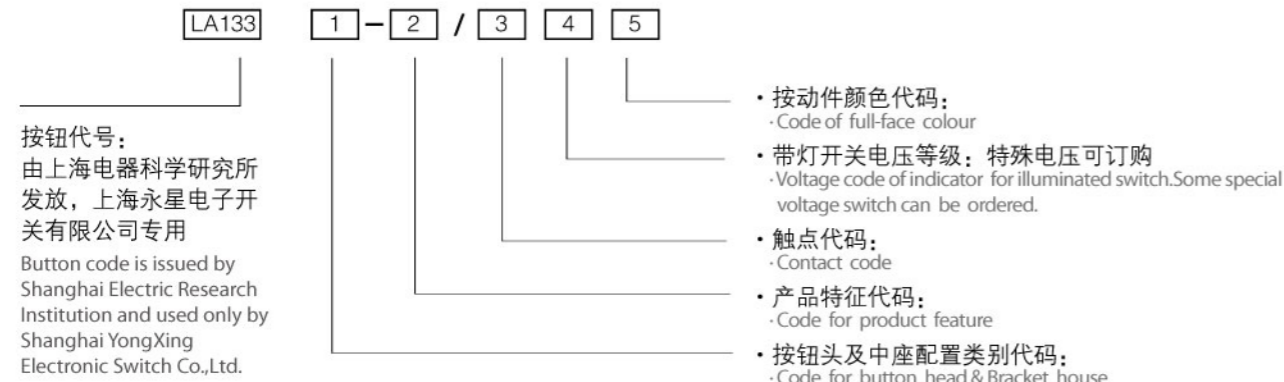 LA133 1 - 2 / 3 4 5
按钮代号：
由上海电器科学研究所
发放，上海永星电子开
关有限公司专用
Button code is issued by
Shanghai Electric Research
Institution and used only by
Shanghai YongXing
Electronic Switch Co.,Ltd.
·按动件颜色代码：
·Code of full-face colour
·带灯开关电压等级：特殊电压可订购
·Voltage code of indicator for illuminated switch.Some special
voltage switch can be ordered.
·触点代码：
·Contact code
·产品特征代码：
·Code for product feature
·按钮头及中座配置类别代码：
·Code for button head & Bracket house